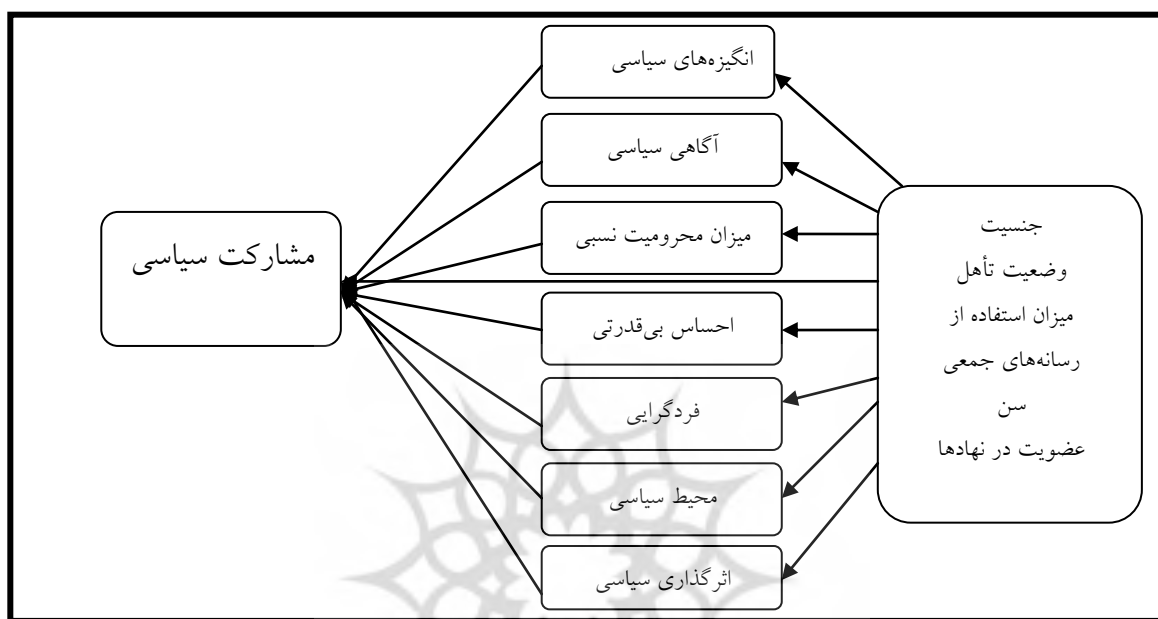 انگیزه‌های سیاسی
آگاهی سیاسی
میزان محرومیت نسبی
احساس بی‌قدرتی
فردگرایی
محیط سیاسی
اثرگذاری سیاسی
جنسیت
وضعیت تأهل
میزان استفاده از
رسانه‌های جمعی
سن
عضویت در نهادها
مشارکت سیاسی